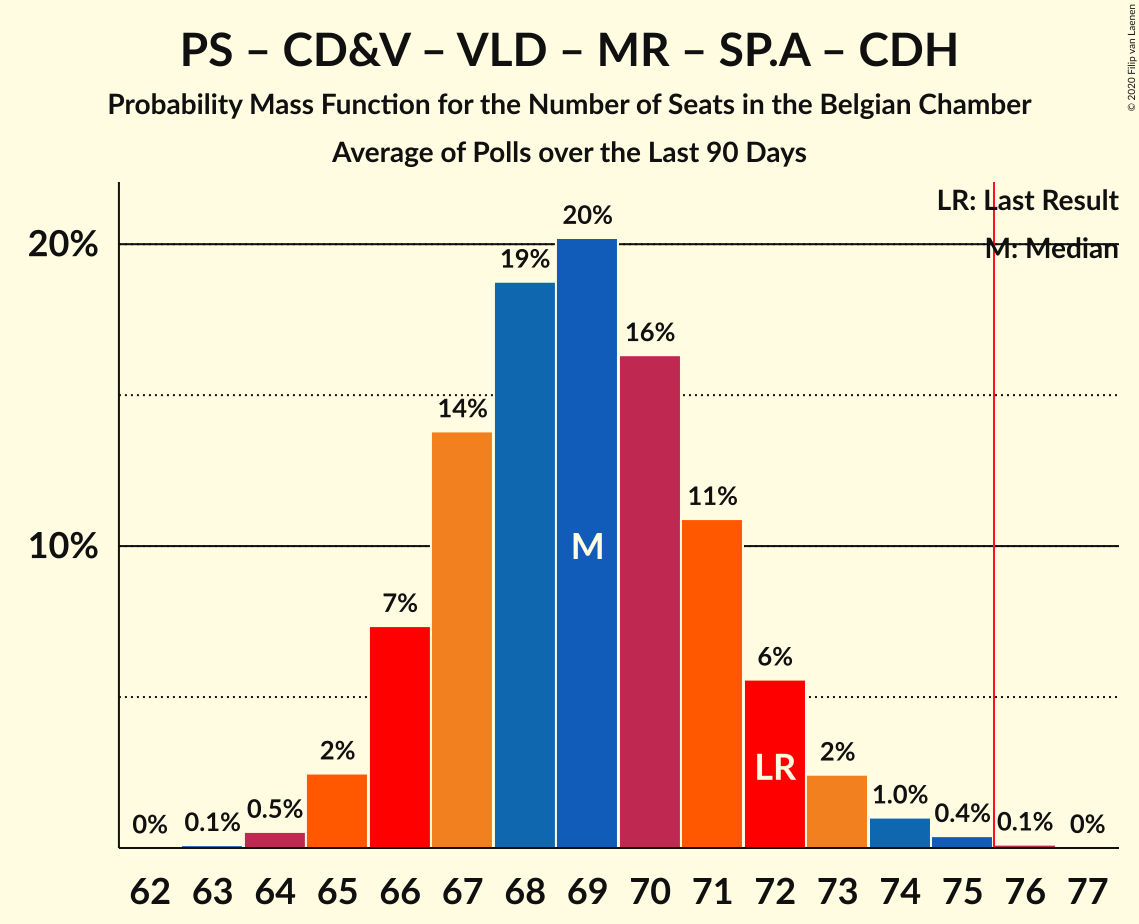 PS – CD&V – VLD – MR – SP.A – CDH
Probability Mass Function for the Number of Seats in the Belgian Chamber
Average of Polls over the Last 90 Days
© 2020 Filip van Laenen
LR: Last Result
M: Median
20%
10%
0% 0.1% 0.5% 2% 7% 14% 19% 20% 16% 11% 6% 2% 1.0% 0.4% 0.1% 0%
M
LR
62 63 64 65 66 67 68 69 70 71 72 73 74 75 76 77